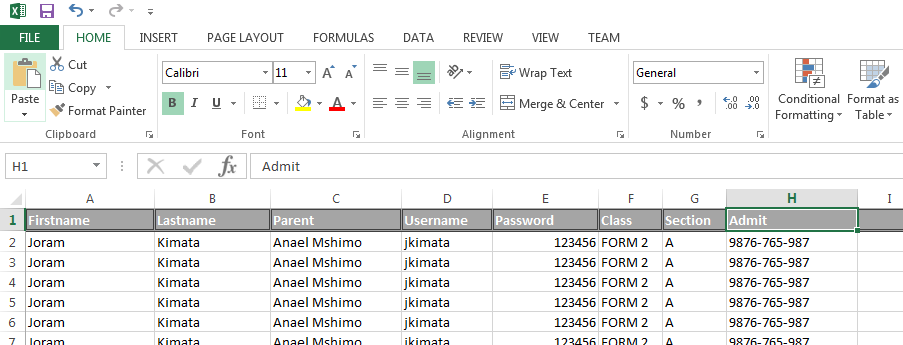 FILE HOME INSERT PAGE LAYOUT FORMULAS DATA REVIEW VIEW TEAM
Cut
Copy
Format Painter
Paste
Calibri 11 A A
B I U A
Wrap Text
Merge & Center
General
$ % , .0 .00 .00 .0
Conditional Formatting
Format as Table
Clipboard Font Alignment Number
H1 fx Admit
A B C D E F G H I
1 Firstname Lastname Parent Username Password Class Section Admit
2 Joram Kimata Anael Mshimo jkimata 123456 FORM 2 A 9876-765-987
3 Joram Kimata Anael Mshimo jkimata 123456 FORM 2 A 9876-765-987
4 Joram Kimata Anael Mshimo jkimata 123456 FORM 2 A 9876-765-987
5 Joram Kimata Anael Mshimo jkimata 123456 FORM 2 A 9876-765-987
6 Joram Kimata Anael Mshimo jkimata 123456 FORM 2 A 9876-765-987
7 Joram Kimata Anael Mshimo jkimata 123456 FORM 2 A 9876-765-987